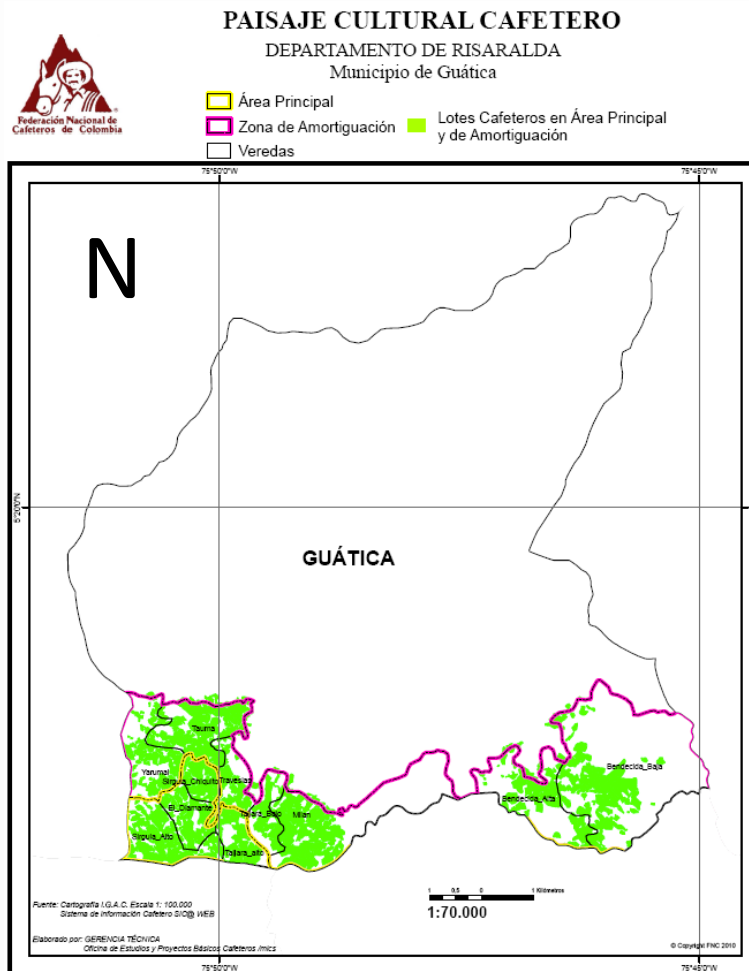 PAISAJE CULTURAL CAFETERO
DEPARTAMENTO DE RISARALDA
Municipio de Guática
Federación Nacional de
Cafeteros de Colombia
Área Principal
Zona de Amortiguación
Veredas
Lotes Cafeteros en Área Principal
y de Amortiguación
75°50'0"W
75°45'0"W
N
5°20'0"N
GUÁTICA
Tauma
Yarumal
Sirguia_Chiquito
Travesias
El_Diamante
Taijara_Bajo
Milan
Sirguia_Alto
Taijara_alto
Bendecida_Baja
Bendecida_Alta
1
0,5
0
1 Kilómetros
1:70.000
Fuente: Cartografía I.G.A.C. Escala 1: 100.000
Sistema de Información Cafetero SIC@ WEB
Elaborado por: GERENCIA TÉCNICA
Oficina de Estudios y Proyectos Básicos Cafeteros /mics
© Copyright FNC 2010
75°50'0"W
75°45'0"W